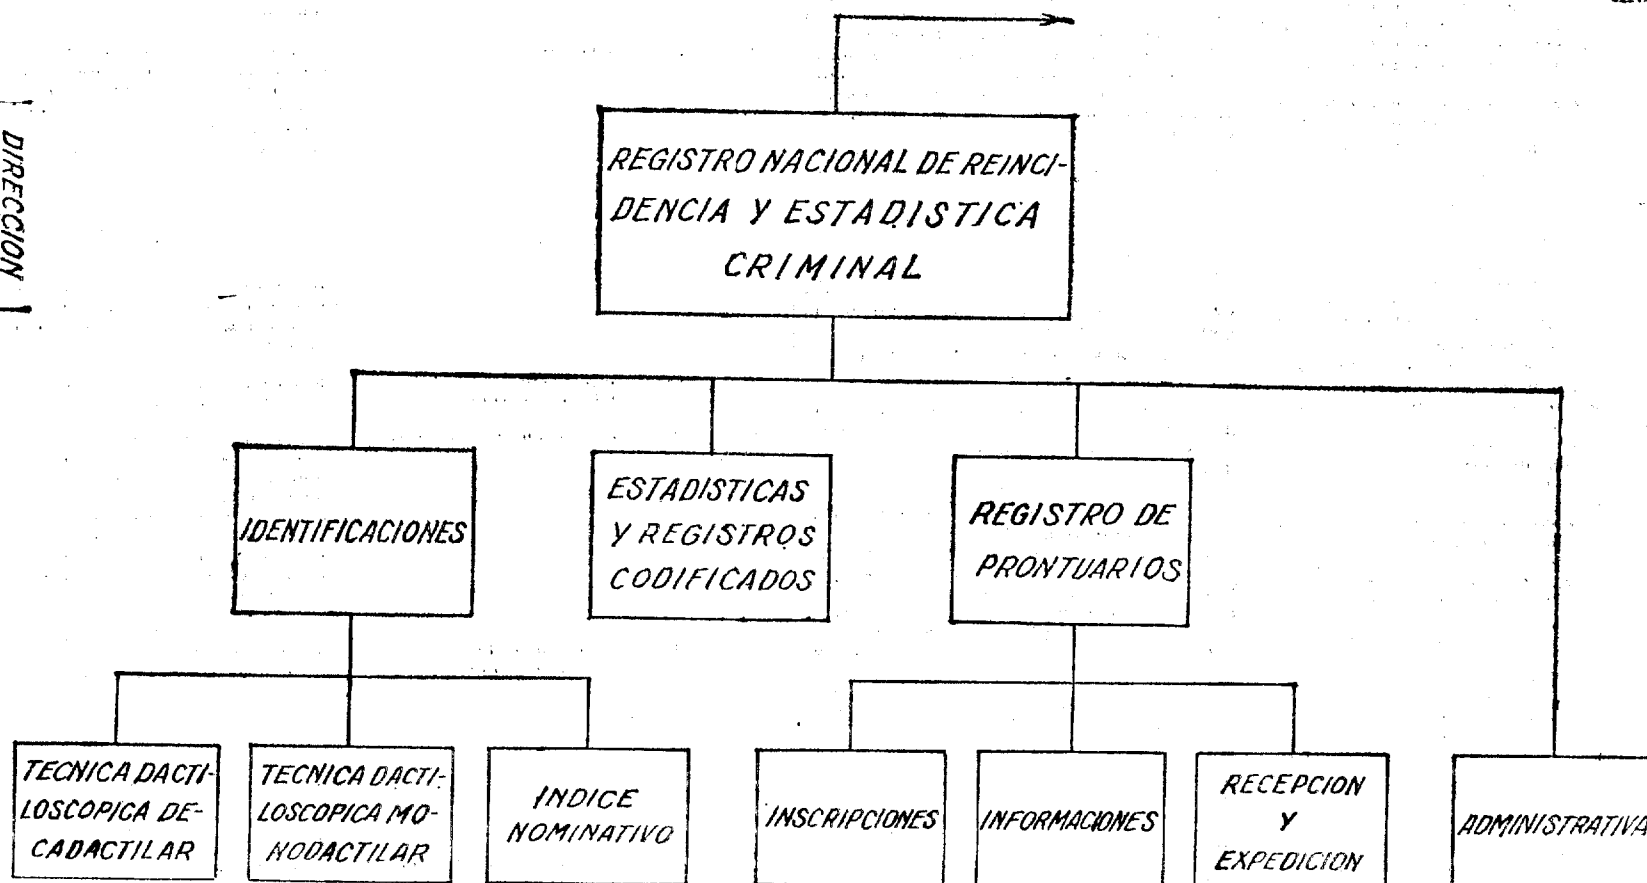 DIRECCION
REGISTRO NACIONAL DE REINCI-
DENCIA Y ESTADISTICA
CRIMINAL
IDENTIFICACIONES
ESTADISTICAS
Y REGISTROS
CODIFICADOS
REGISTRO DE
PRONTUARIOS
TECNICA DACTI-
LOSCOPICA DE-
CADACTILAR
TECNICA DACTI-
LOSCOPICA MO-
NODACTILAR
INDICE
NOMINATIVO
INSCRIPCIONES
INFORMACIONES
RECEPCION
Y
EXPEDICION
ADMINISTRATIVA